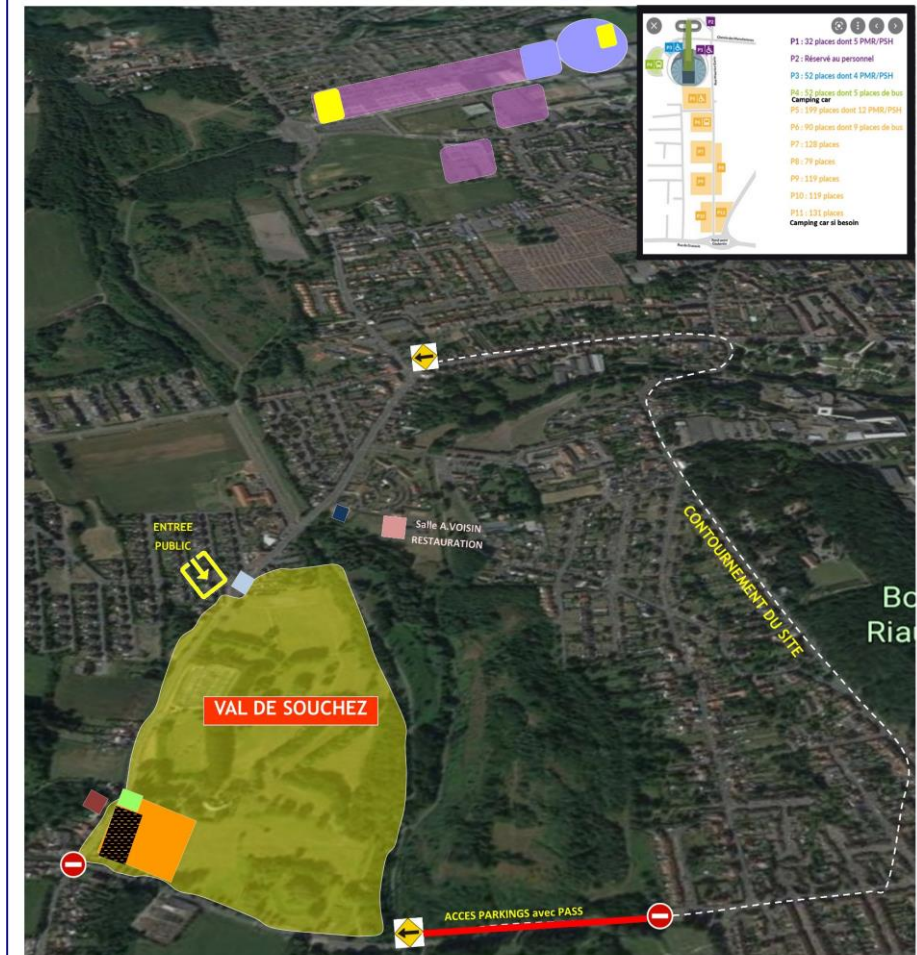 P1 : 32 places dont 5 PMR/PSH
P2 : Réservé au personnel
P3 : 52 places dont 4 PMR/PSH
P4 : 52 places dont 5 places de bus
Camping car
P5 : 199 places dont 12 PMR/PSH
P6 : 90 places dont 9 places de bus
P7 : 128 places
P8 : 79 places
P9 : 119 places
P10 : 119 places
P11 : 131 places
Camping car si besoin
Salle A.VOISIN
RESTAURATION
ENTREE
PUBLIC
CONTOURNEMENT DU SITE
Bo
Ria
VAL DE SOUCHEZ
ACCES PARKINGS avec PASS